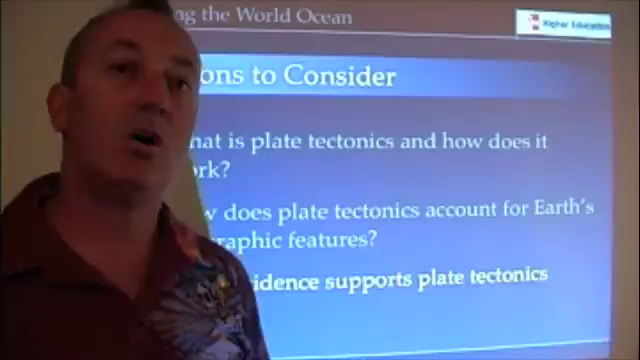 ng the World Ocean
Higher Education
ons to Consider
hat is plate tectonics and how does it
rk?
w does plate tectonics account for Earth's
raphic features?
idence supports plate tectonics